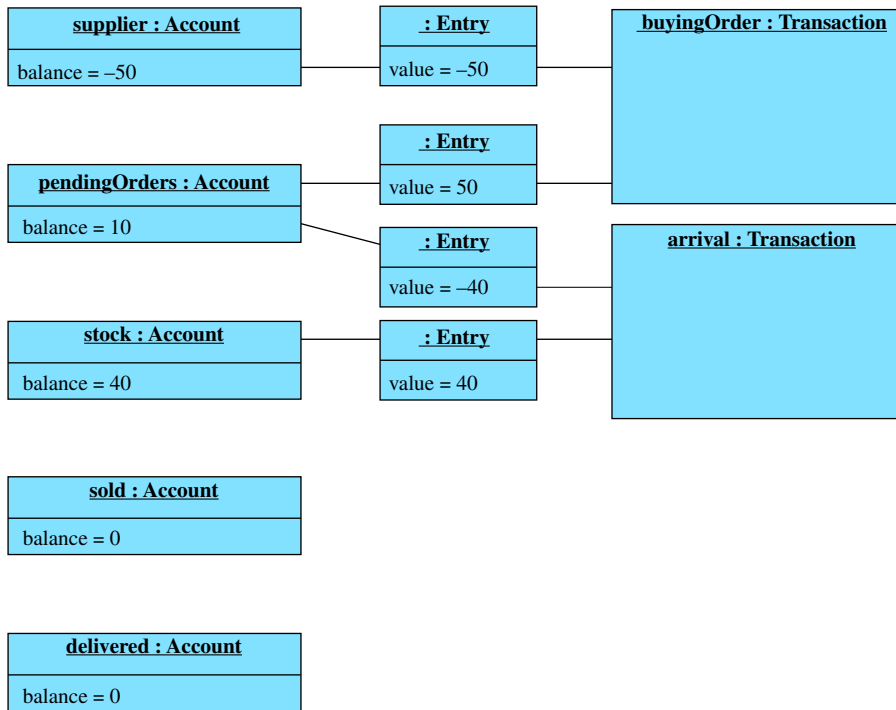 supplier : Account
balance = –50
: Entry
value = –50
buyingOrder : Transaction
: Entry
value = 50
pendingOrders : Account
balance = 10
: Entry
value = –40
arrival : Transaction
stock : Account
balance = 40
: Entry
value = 40
sold : Account
balance = 0
delivered : Account
balance = 0